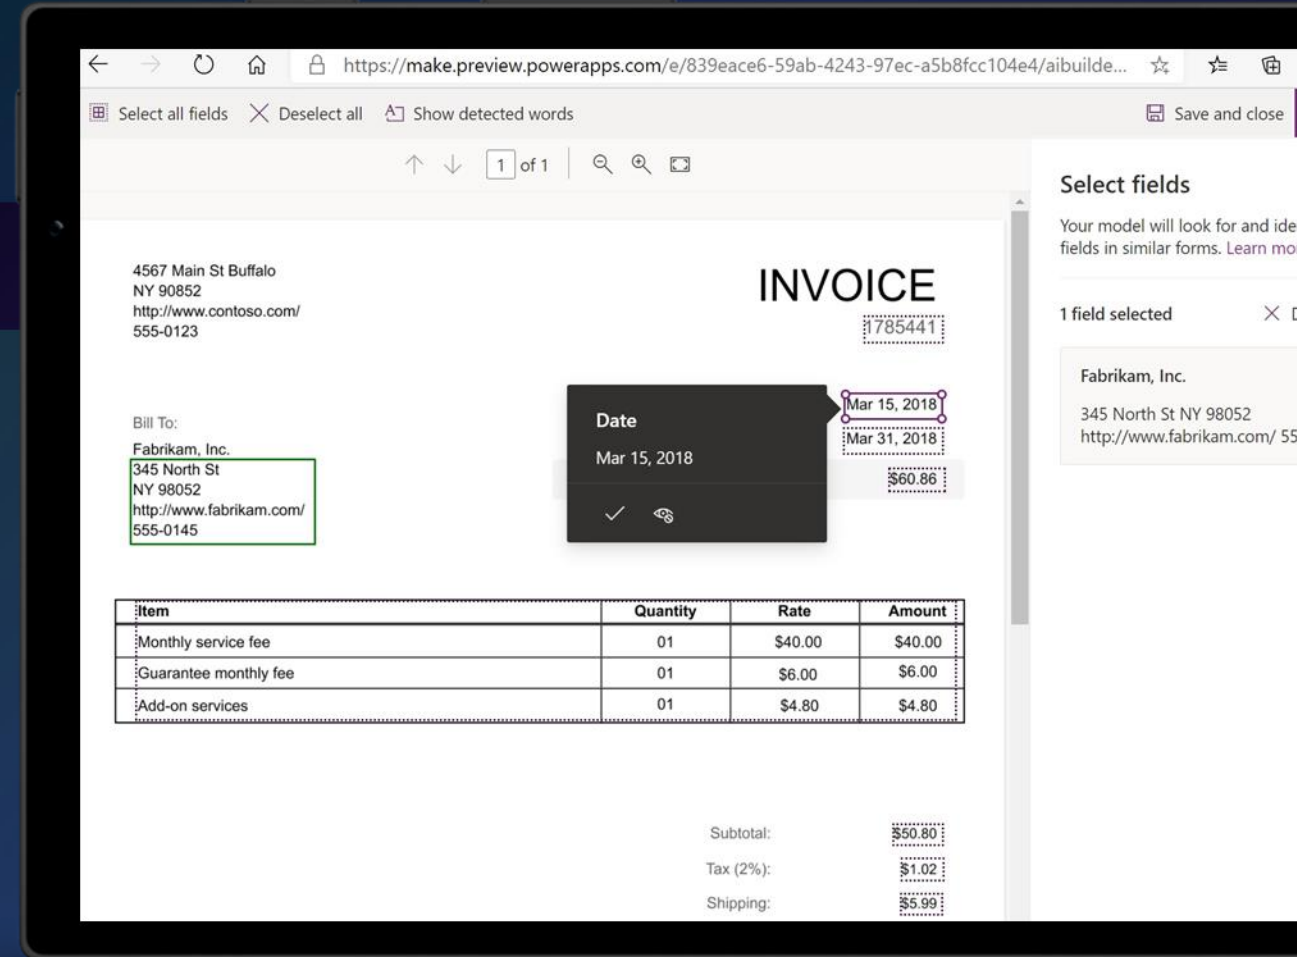 https://make.preview.powerapps.com/e/839eace6-59ab-4243-97ec-a5b8fcc104e4/aibuilde...
Select all fields Deselect all Show detected words Save and close
1 of 1
Select fields
Your model will look for and ide
fields in similar forms. Learn mo
1 field selected
Fabrikam, Inc.
345 North St NY 98052
http://www.fabrikam.com/ 55
4567 Main St Buffalo
NY 90852
http://www.contoso.com/
555-0123
INVOICE
1785441
Bill To:
Fabrikam, Inc.
345 North St
NY 98052
http://www.fabrikam.com/
555-0145
Date
Mar 15, 2018
Mar 15, 2018
Mar 31, 2018
$60.86
Item Quantity Rate Amount
Monthly service fee 01 $40.00 $40.00
Guarantee monthly fee 01 $6.00 $6.00
Add-on services 01 $4.80 $4.80
Subtotal: $50.80
Tax (2%): $1.02
Shipping: $5.99